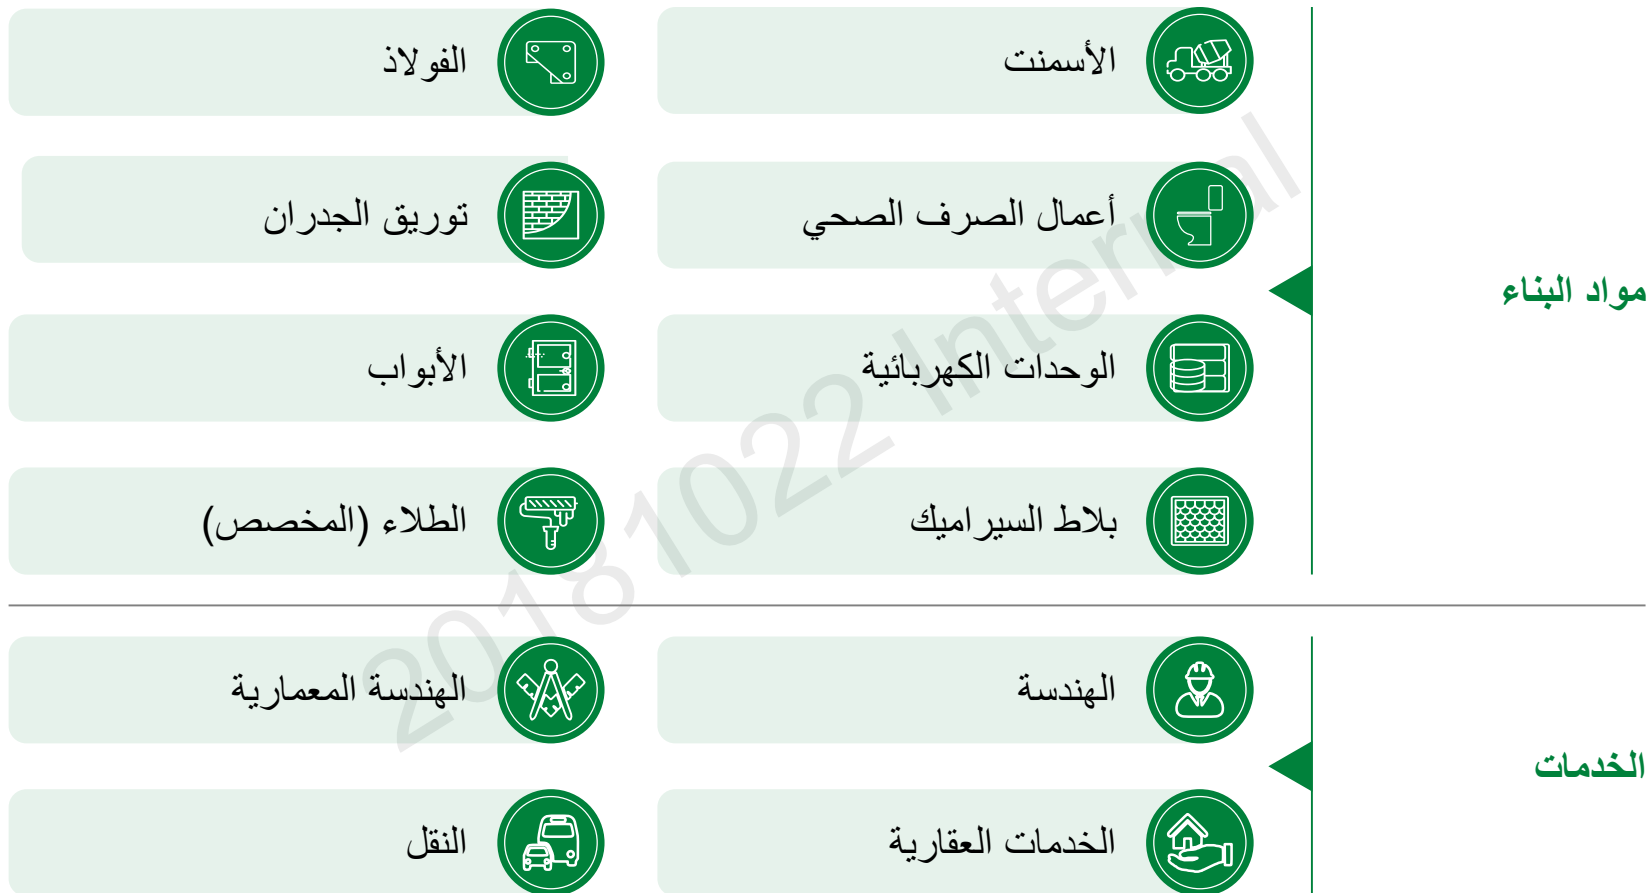 مواد البناء
الأسمنت
الفولاذ
أعمال الصرف الصحي
توريق الجدران
الوحدات الكهربائية
الأبواب
بلاط السيراميك
الطلاء (المخصص)
الخدمات
الهندسة
الهندسة المعمارية
الخدمات العقارية
النقل
20181022 Internal